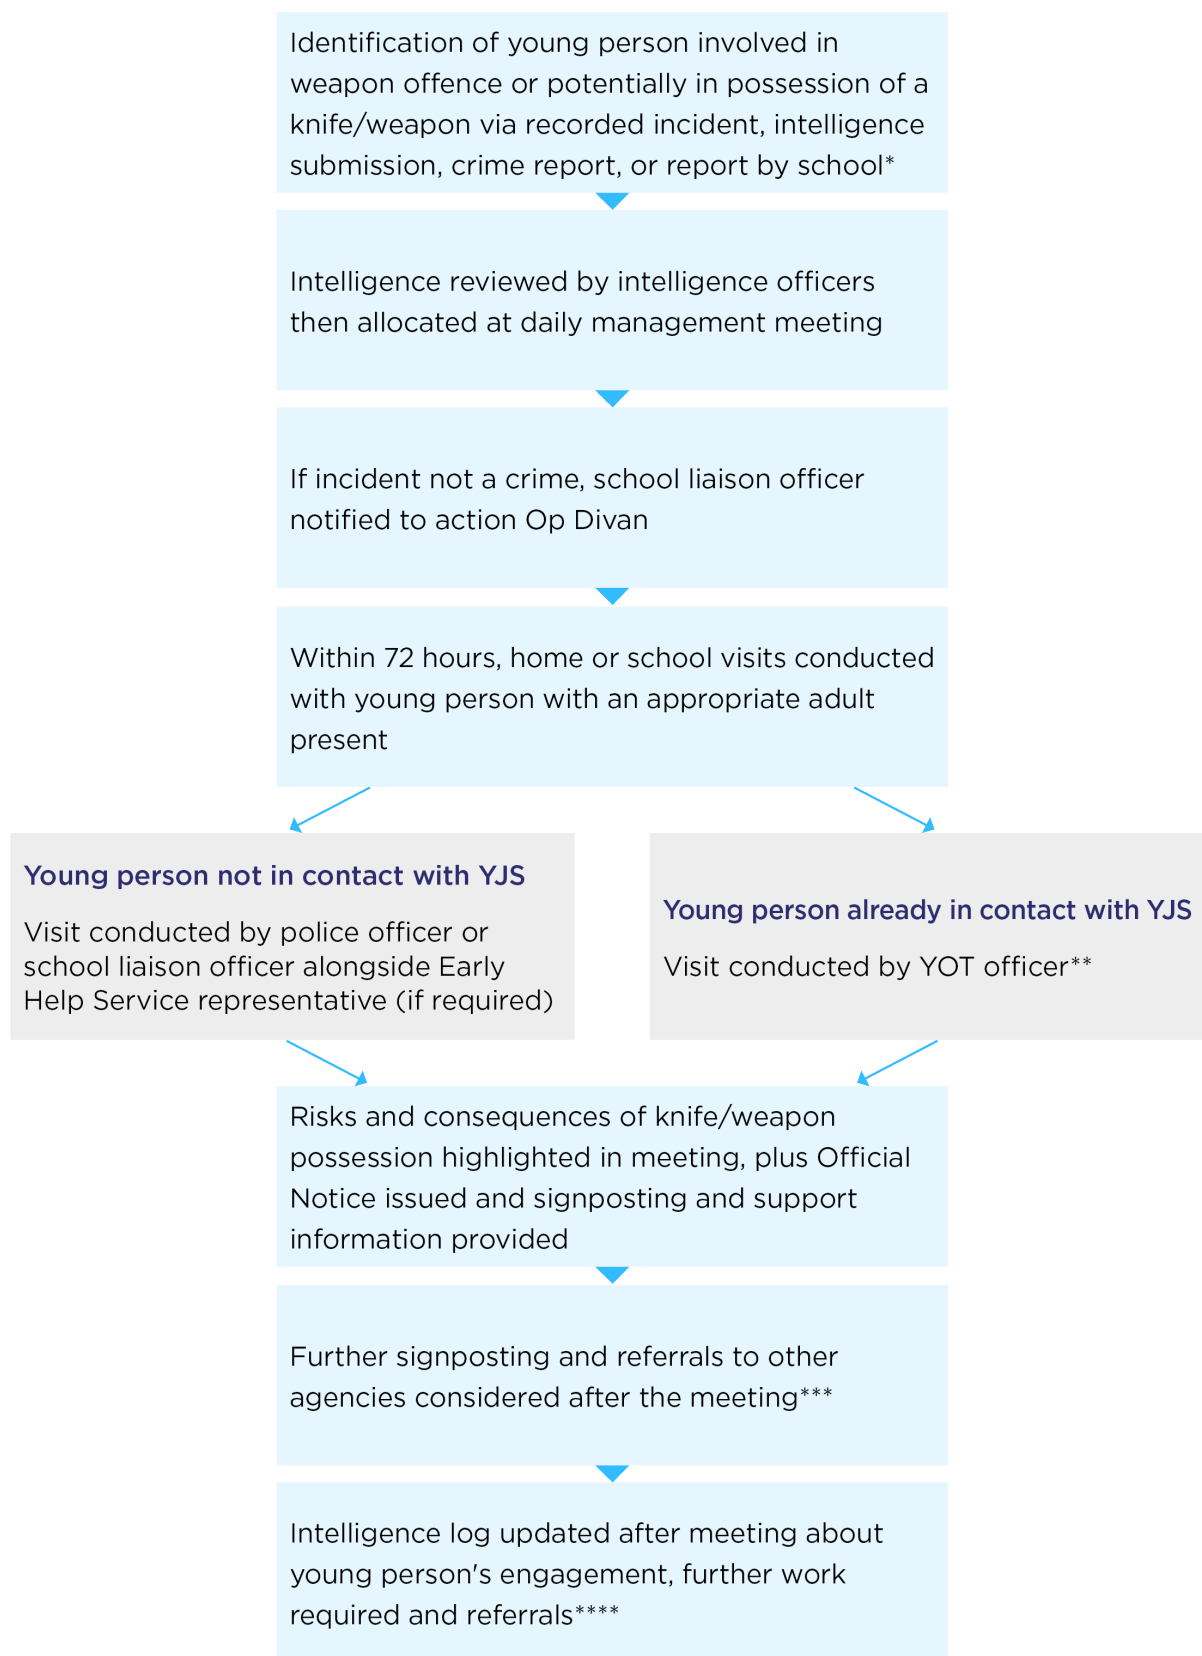 Identification of young person involved in
weapon offence or potentially in possession of a
knife/weapon via recorded incident, intelligence
submission, crime report, or report by school*
Intelligence reviewed by intelligence officers
then allocated at daily management meeting
If incident not a crime, school liaison officer
notified to action Op Divan
Within 72 hours, home or school visits conducted
with young person with an appropriate adult
present
Young person not in contact with YJS
Visit conducted by police officer or
school liaison officer alongside Early
Help Service representative (if required)
Young person already in contact with YJS
Visit conducted by YOT officer**
Risks and consequences of knife/weapon
possession highlighted in meeting, plus Official
Notice issued and signposting and support
information provided
Further signposting and referrals to other
agencies considered after the meeting***
Intelligence log updated after meeting about
young person's engagement, further work
required and referrals****